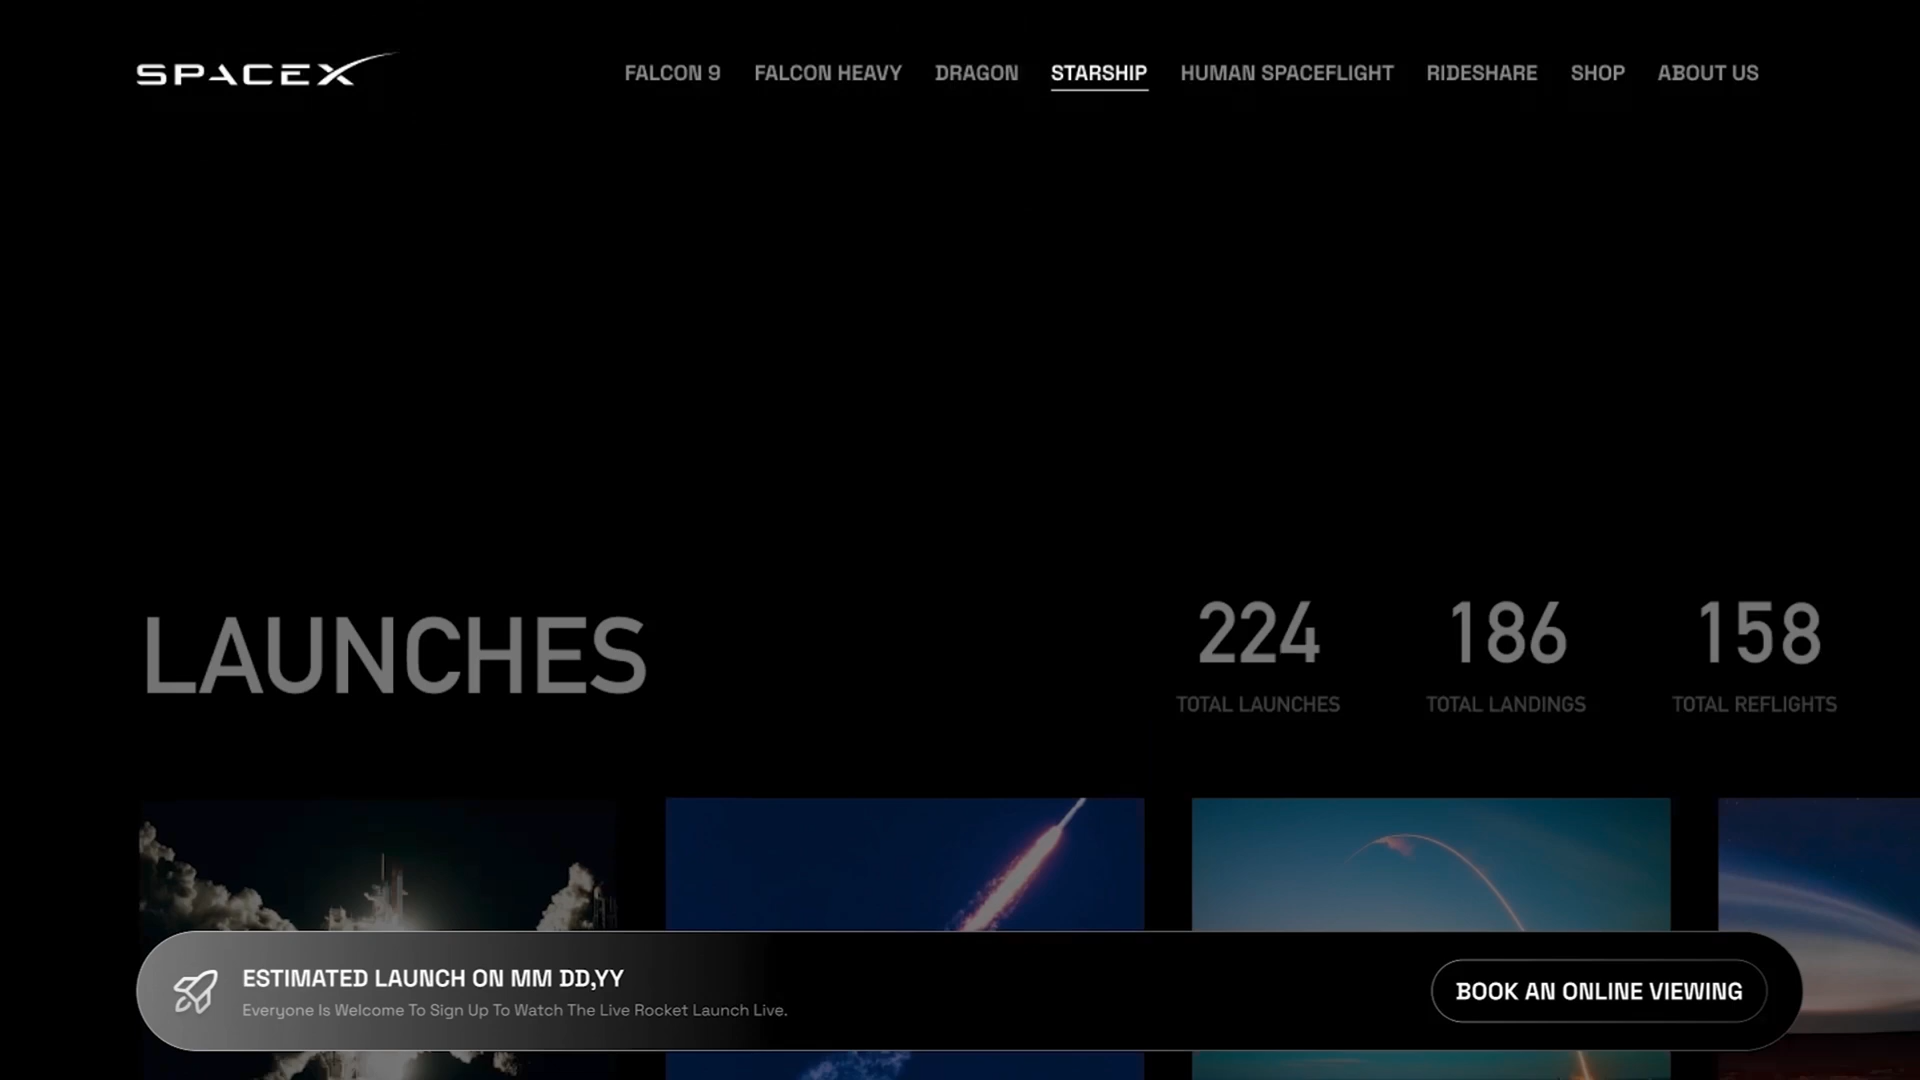 SPACEX
FALCON 9 FALCON HEAVY DRAGON STARSHIP HUMAN SPACEFLIGHT RIDESHARE SHOP ABOUT US
LAUNCHES
224 186 158
TOTAL LAUNCHES TOTAL LANDINGS TOTAL REFLIGHTS
ESTIMATED LAUNCH ON MM DD,YY
Everyone Is Welcome To Sign Up To Watch The Live Rocket Launch Live.
BOOK AN ONLINE VIEWING